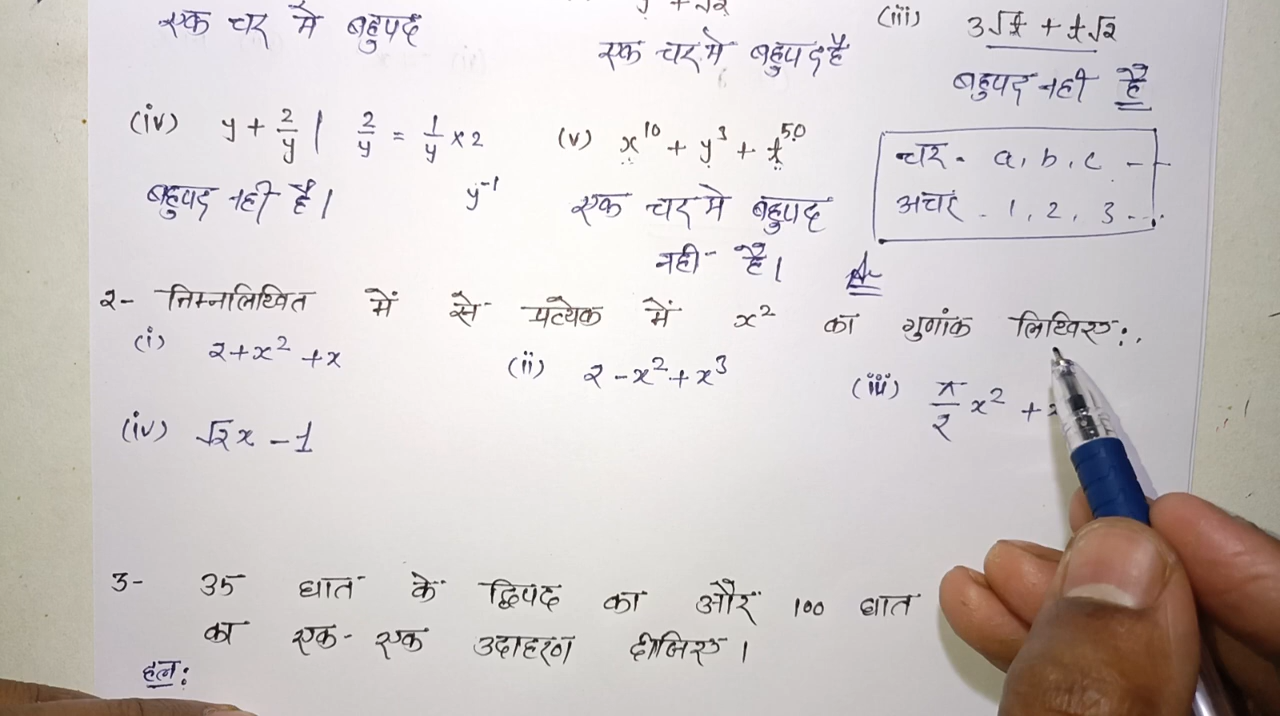 y + √2
एक चर में बहुपद
एक चर में बहुपद है
(iii) 3√t + t√2
बहुपद नही है
(iv) y + 2/y | 2/y = 1/y × 2
y⁻¹
बहुपद नही है।
(v) x¹⁰ + y³ + t⁵⁰
एक चर में बहुपद
नही है।
चर - a, b, c - -
अचर - 1, 2, 3 - - .
२- निम्नलिखित में से प्रत्येक में x² का गुणांक लिखिए:.
(i) 2+x² +x
(ii) 2 -x²+x³
(iii) π/2 x² +
(iv) √2x -1
3- 35 घात के द्विपद का और 100 घात
का एक- एक उदाहरण दीजिए।
हल: